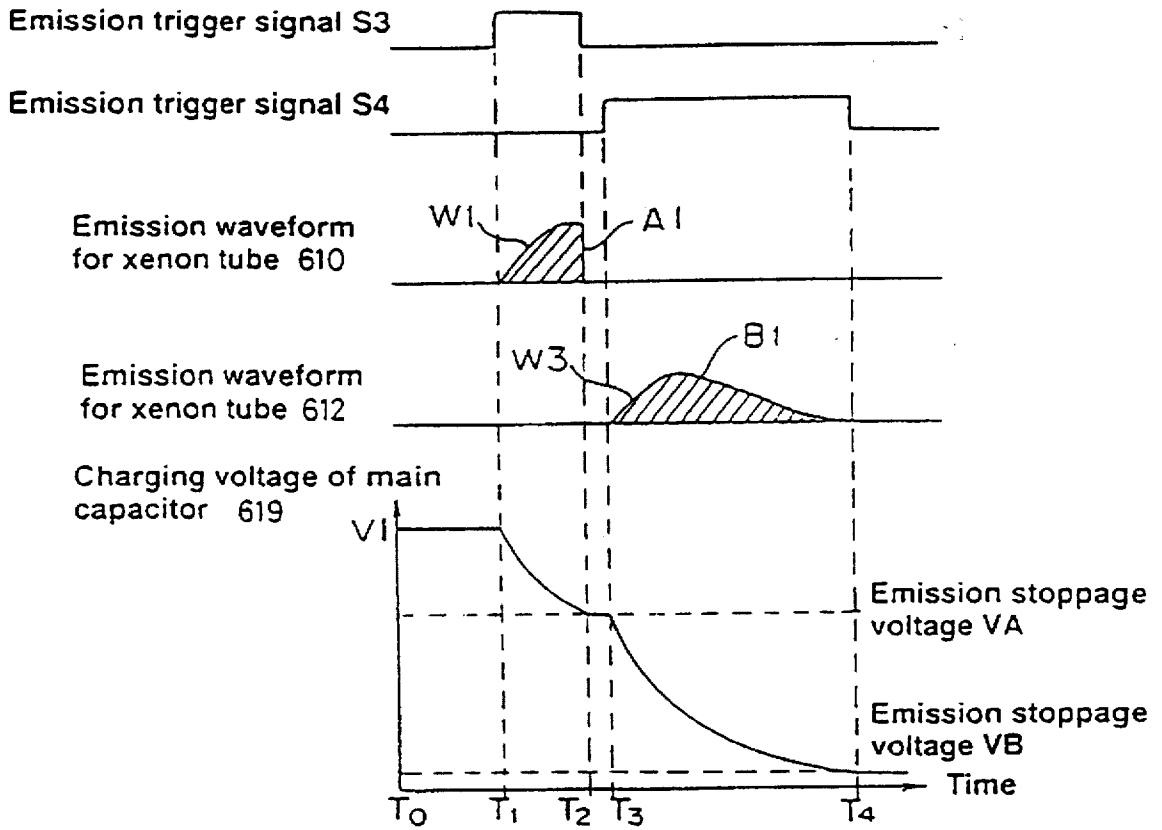 Emission trigger signal S3
Emission trigger signal S4
Emission waveform
for xenon tube 610
W1
A1
Emission waveform
for xenon tube 612
W3
B1
Charging voltage of main
capacitor 619
V1
Emission stoppage
voltage VA
Emission stoppage
voltage VB
Time
T0 T1 T2 T3 T4